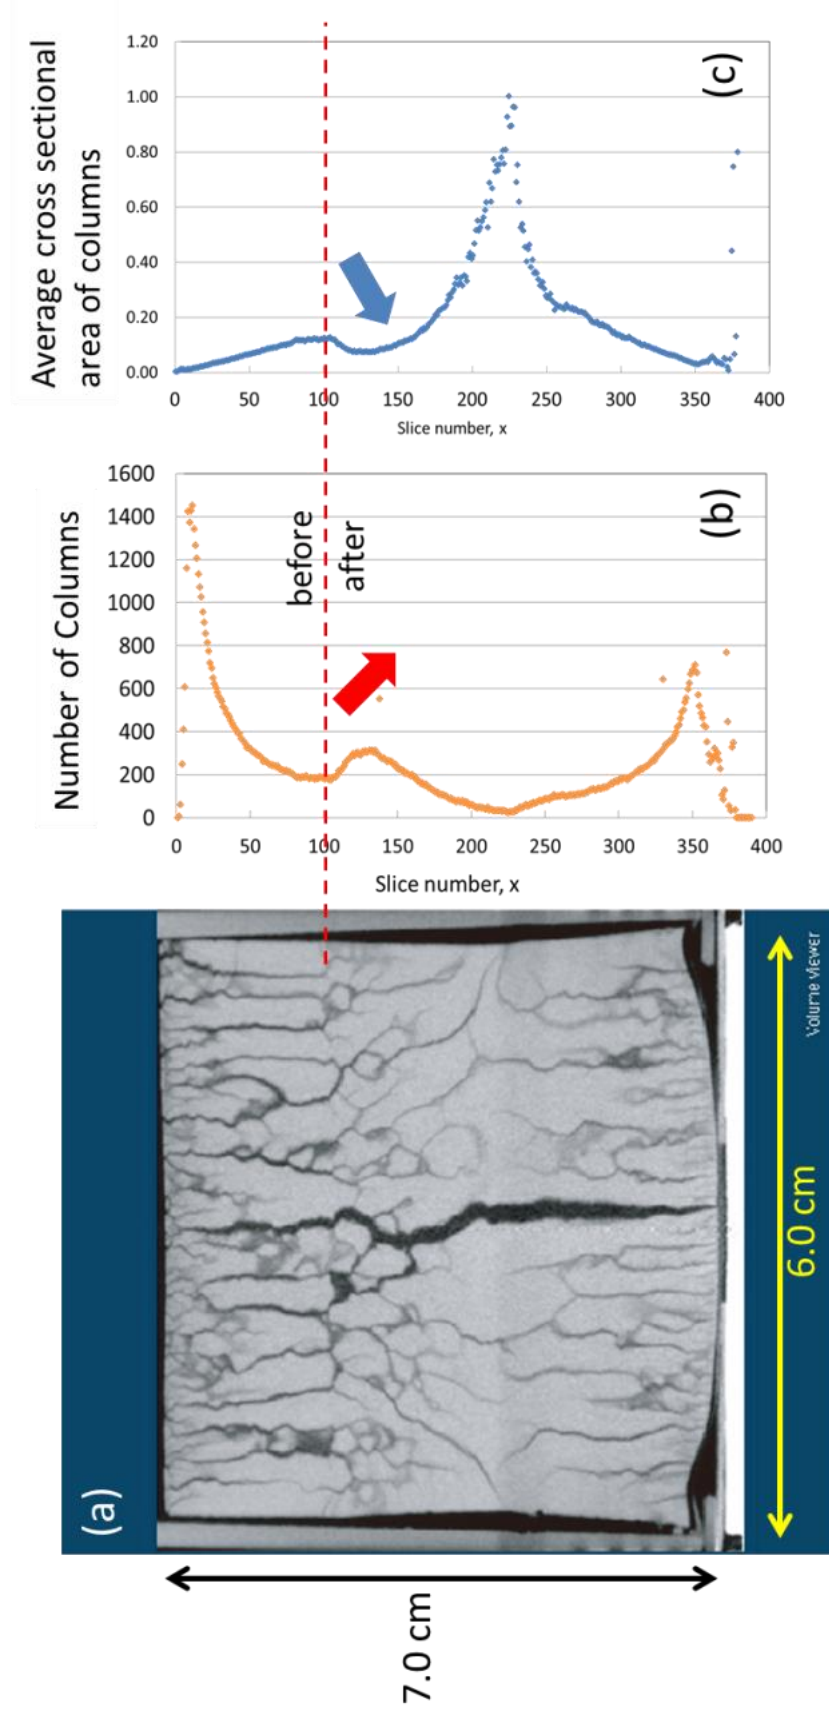 Average cross sectional
area of columns
1.20
1.00
0.80
0.60
0.40
0.20
0.00
0 50 100 150 200 250 300 350 400
Slice number, x
(c)
Number of Columns
1600
1400
1200
1000
800
600
400
200
0
0 50 100 150 200 250 300 350 400
Slice number, x
before
after
(b)
(a)
Volume Viewer
6.0 cm
7.0 cm